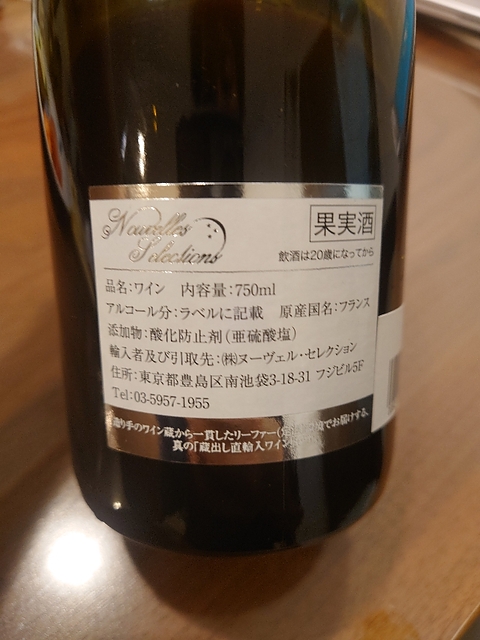 Nouvelles
Selections
果実酒
飲酒は20歳になってから
品名:ワイン 内容量:750ml
アルコール分:ラベルに記載 原産国名:フランス
添加物:酸化防止剤(亜硫酸塩)
輸入者及び引取先:㈱ヌーヴェル・セレクション
住所:東京都豊島区南池袋3-18-31 フジビル5F
Tel:03-5957-1955
造り手のワイン蔵から一貫したリーファー( でお届けする、
真の「蔵出し直輸入ワイン